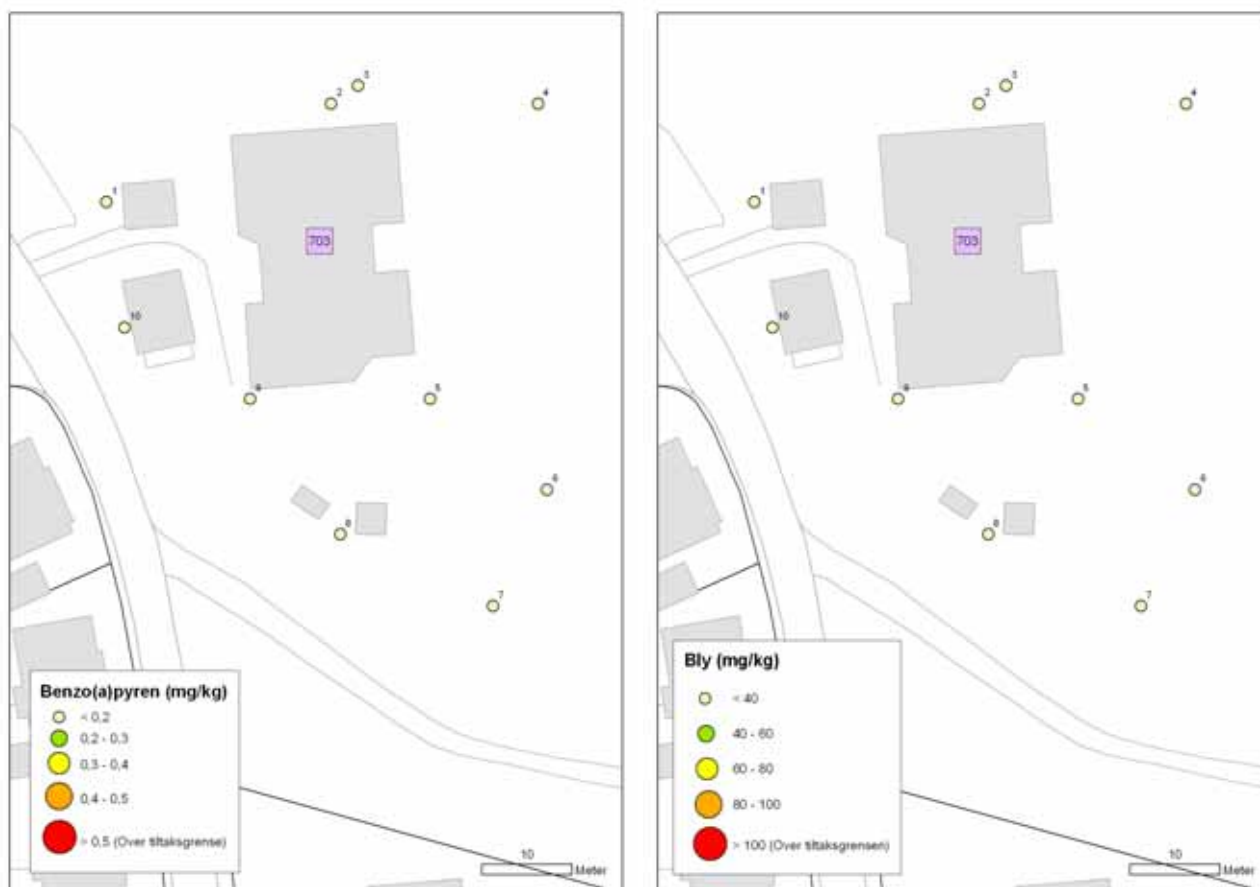 3
2
4
1
703
10
9
5
6
8
7
Benzo(a)pyren (mg/kg)
< 0,2
0,2 - 0,3
0,3 - 0,4
0,4 - 0,5
> 0,5 (Over tiltaksgrense)
10
Meter
3
2
4
1
703
10
9
5
6
8
7
Bly (mg/kg)
< 40
40 - 60
60 - 80
80 - 100
> 100 (Over tiltaksgrensen)
10
Meter